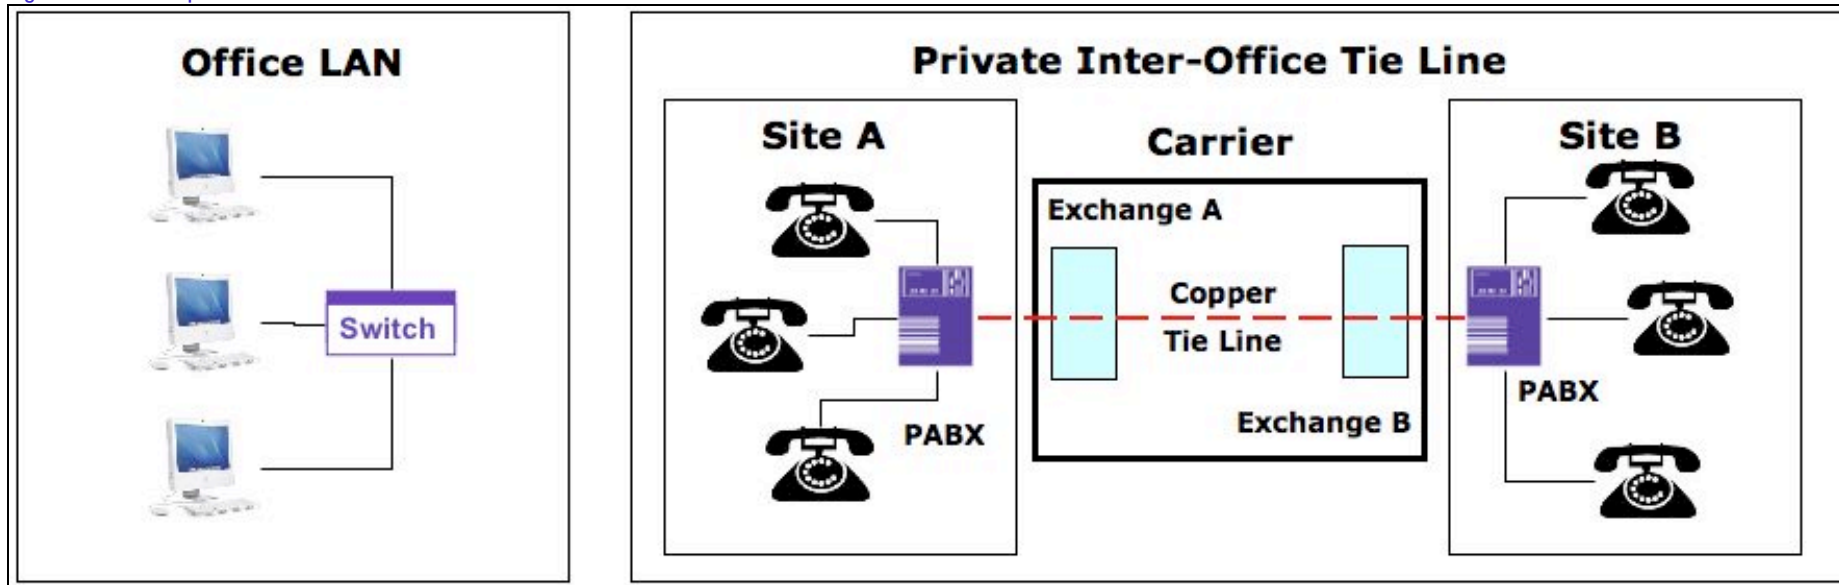 Office LAN
Switch
Private Inter-Office Tie Line
Site A
PABX
Carrier
Exchange A
Copper
Tie Line
Exchange B
Site B
PABX